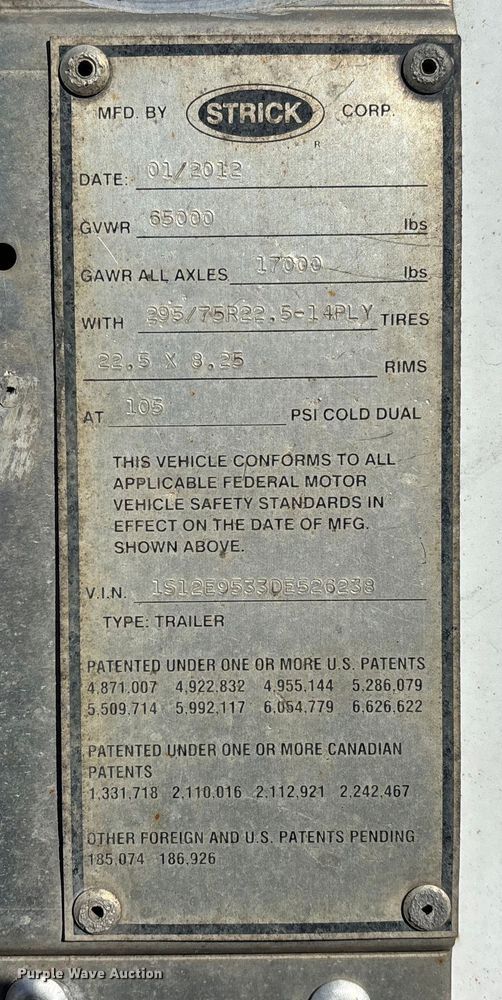 MFD. BY STRICK CORP.
R
DATE: 01/2012
GVWR 65000 lbs
GAWR ALL AXLES 17000 lbs
WITH 295/75R22.5-14PLY TIRES
22.5 X 8.25 RIMS
AT 105 PSI COLD DUAL
THIS VEHICLE CONFORMS TO ALL
APPLICABLE FEDERAL MOTOR
VEHICLE SAFETY STANDARDS IN
EFFECT ON THE DATE OF MFG.
SHOWN ABOVE.
V.I.N. 1S12E9533DE526238
TYPE: TRAILER
PATENTED UNDER ONE OR MORE U.S. PATENTS
4,871,007 4,922,832 4,955,144 5,286,079
5,509,714 5,992,117 6,054,779 6,626,622
PATENTED UNDER ONE OR MORE CANADIAN
PATENTS
1,331,718 2,110,016 2,112,921 2,242,467
OTHER FOREIGN AND U.S. PATENTS PENDING
185,074 186,926
Purple Wave Auction